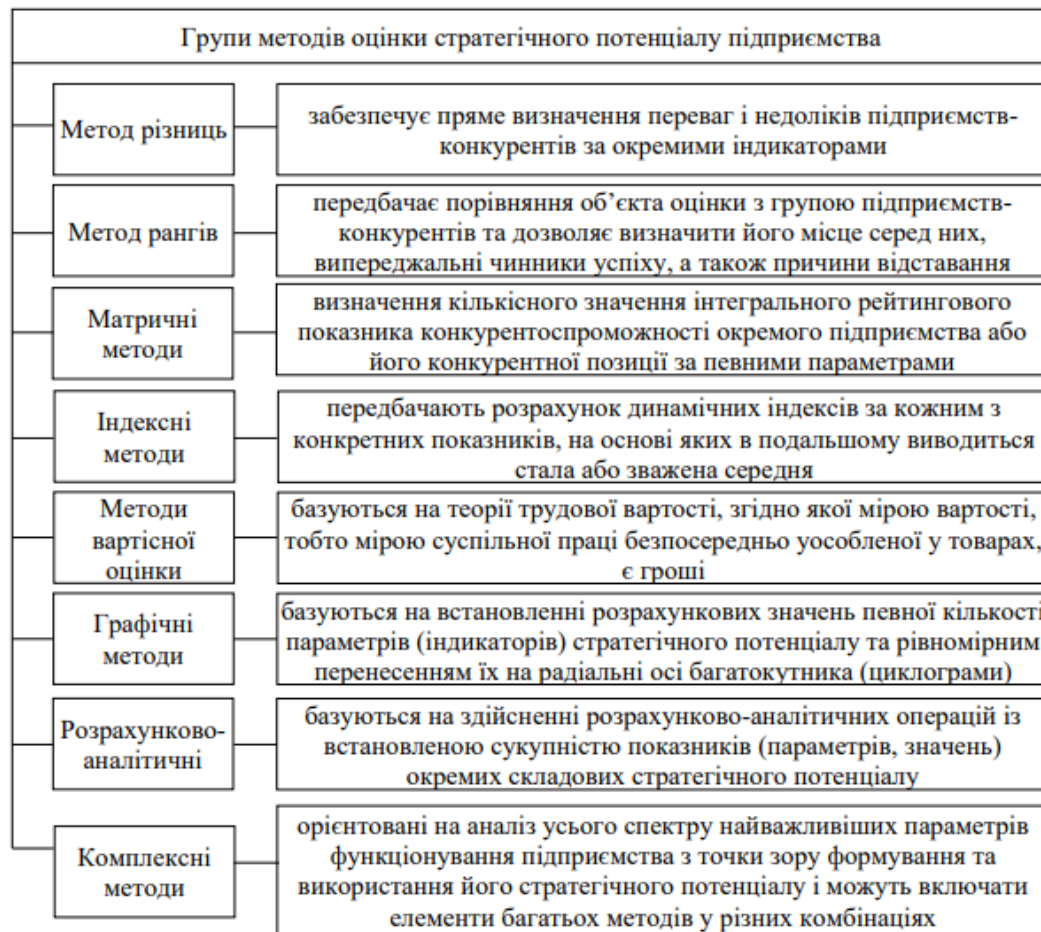 Групи методів оцінки стратегічного потенціалу підприємства
Метод різниць
забезпечує пряме визначення переваг і недоліків підприємств-
конкурентів за окремими індикаторами
Метод рангів
передбачає порівняння об’єкта оцінки з групою підприємств-
конкурентів та дозволяє визначити його місце серед них,
випереджальні чинники успіху, а також причини відставання
Матричні
методи
визначення кількісного значення інтегрального рейтингового
показника конкурентоспроможності окремого підприємства або
його конкурентної позиції за певними параметрами
Індексні
методи
передбачають розрахунок динамічних індексів за кожним з
конкретних показників, на основі яких в подальшому виводиться
стала або зважена середня
Методи
вартісної
оцінки
базуються на теорії трудової вартості, згідно якої мірою вартості,
тобто мірою суспільної праці безпосередньо уособленої у товарах,
є гроші
Графічні
методи
базуються на встановленні розрахункових значень певної кількості
параметрів (індикаторів) стратегічного потенціалу та рівномірним
перенесенням їх на радіальні осі багатокутника (циклограми)
Розрахунково-
аналітичні
базуються на здійсненні розрахунково-аналітичних операцій із
встановленою сукупністю показників (параметрів, значень)
окремих складових стратегічного потенціалу
Комплексні
методи
орієнтовані на аналіз усього спектру найважливіших параметрів
функціонування підприємства з точки зору формування та
використання його стратегічного потенціалу і можуть включати
елементи багатьох методів у різних комбінаціях